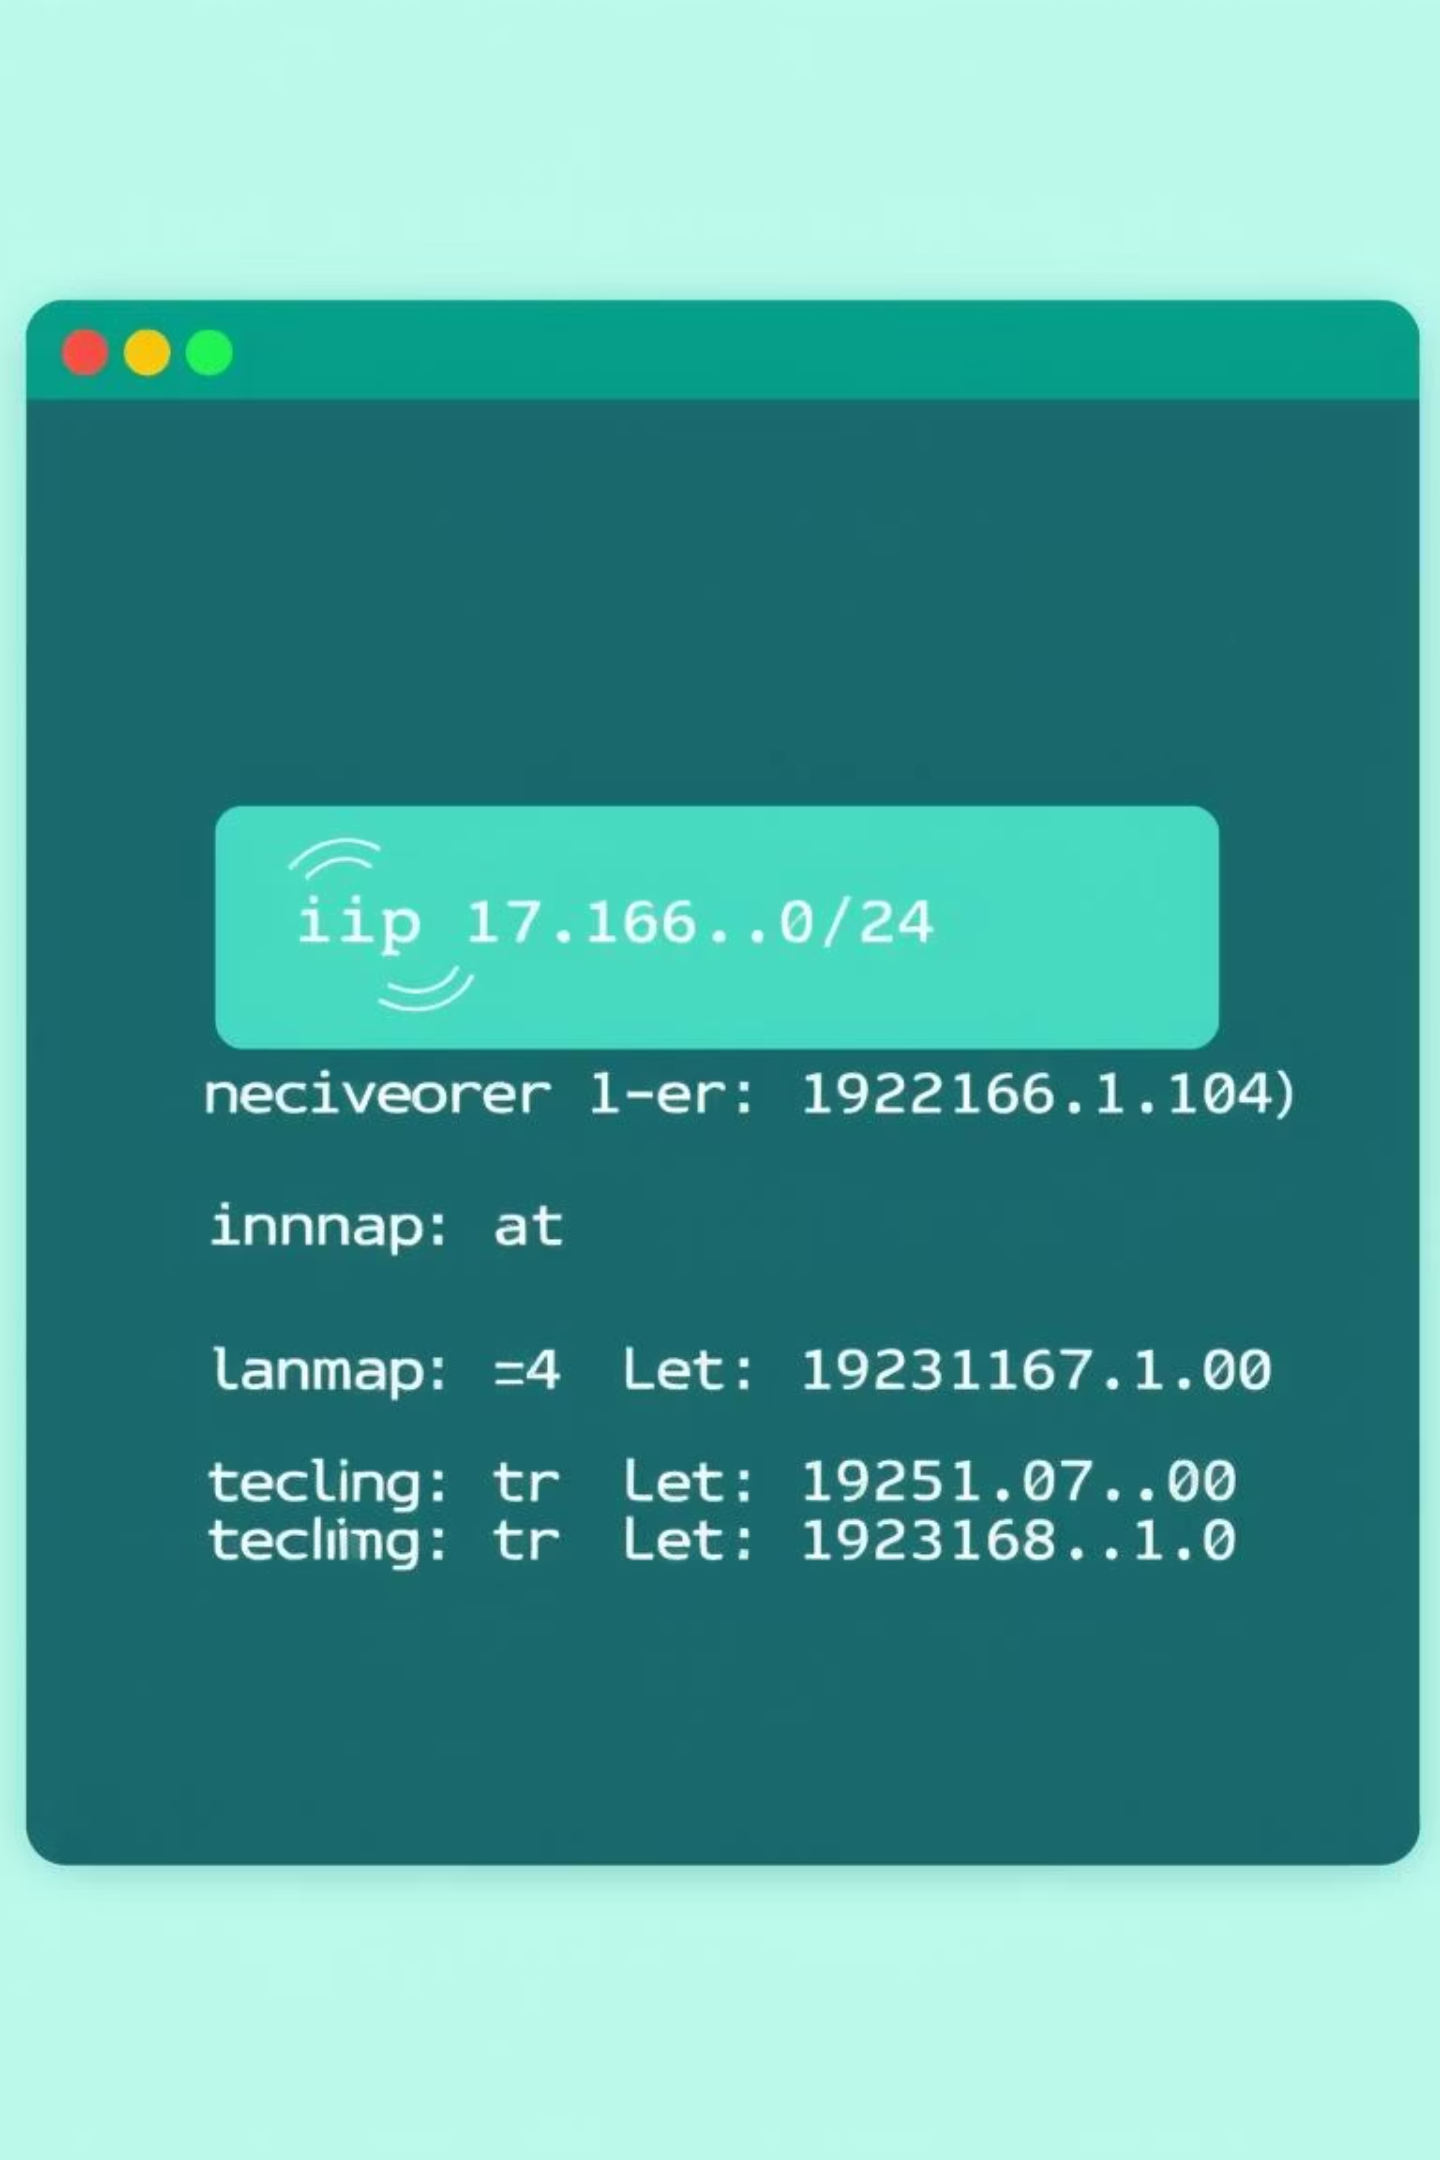 iip 17.166..0/24
neciveorer l-er: 1922166.1.104)
innnap: at
lanmap: =4 Let: 19231167.1.00
tecling: tr Let: 19251.07..00
tecliimg: tr Let: 1923168..1.0